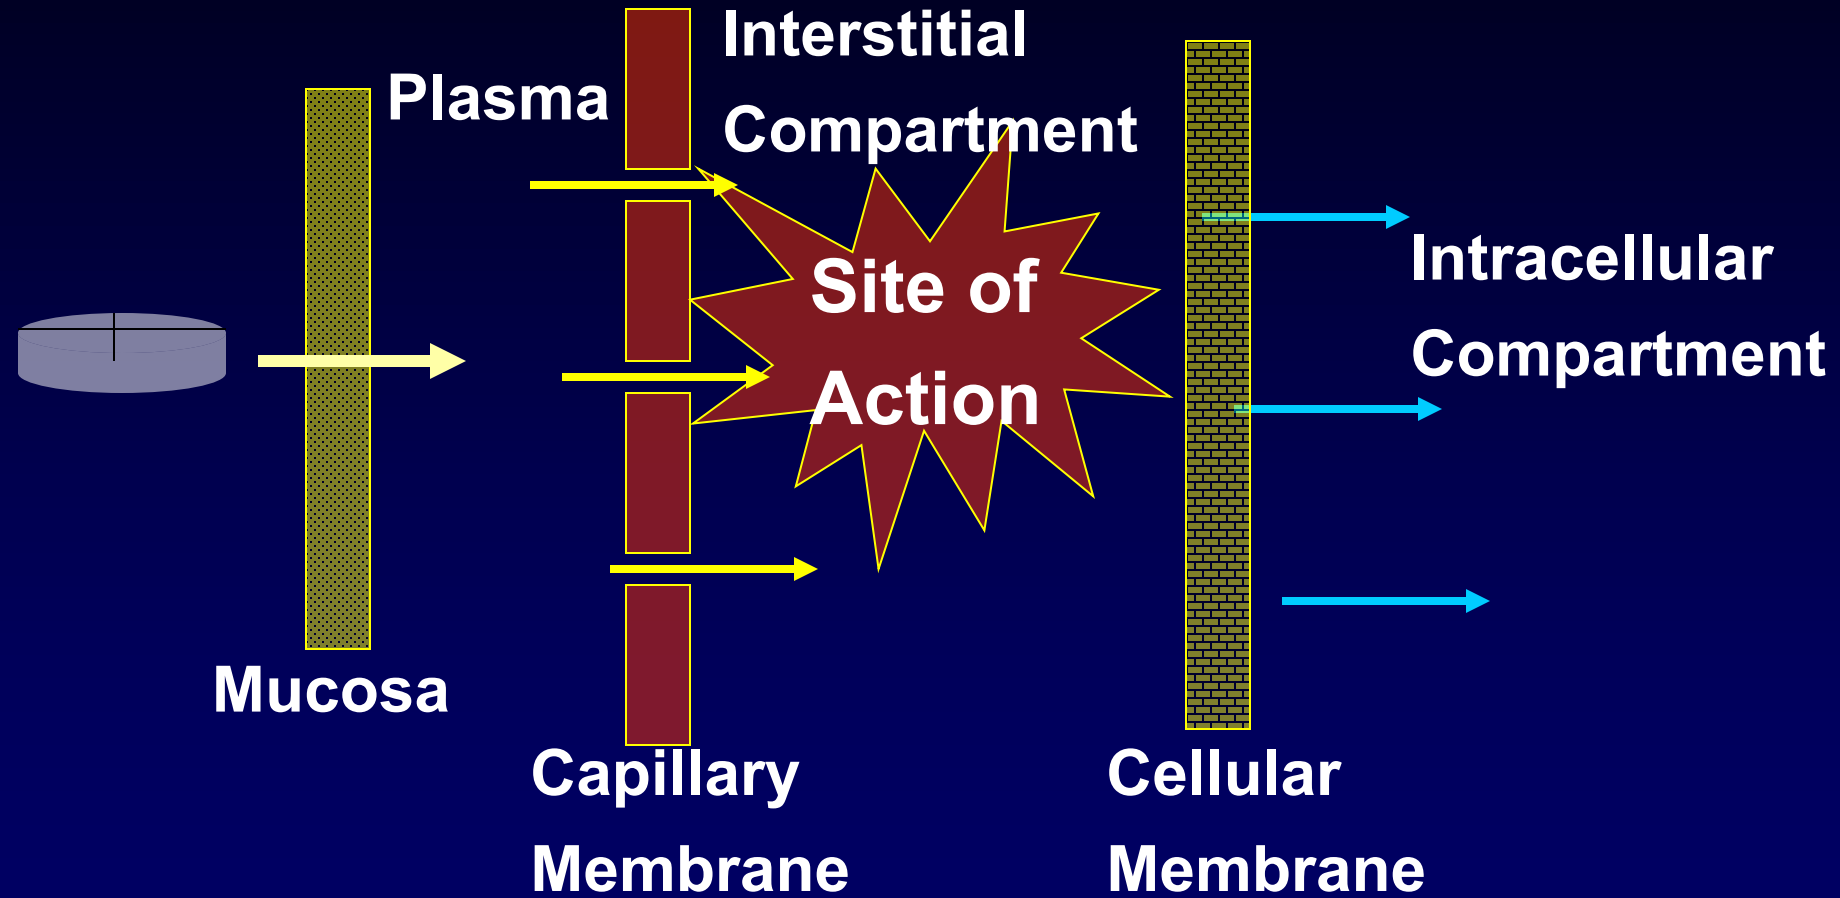 Plasma
Interstitial
Compartment
Site of
Action
Intracellular
Compartment
Mucosa
Capillary
Membrane
Cellular
Membrane